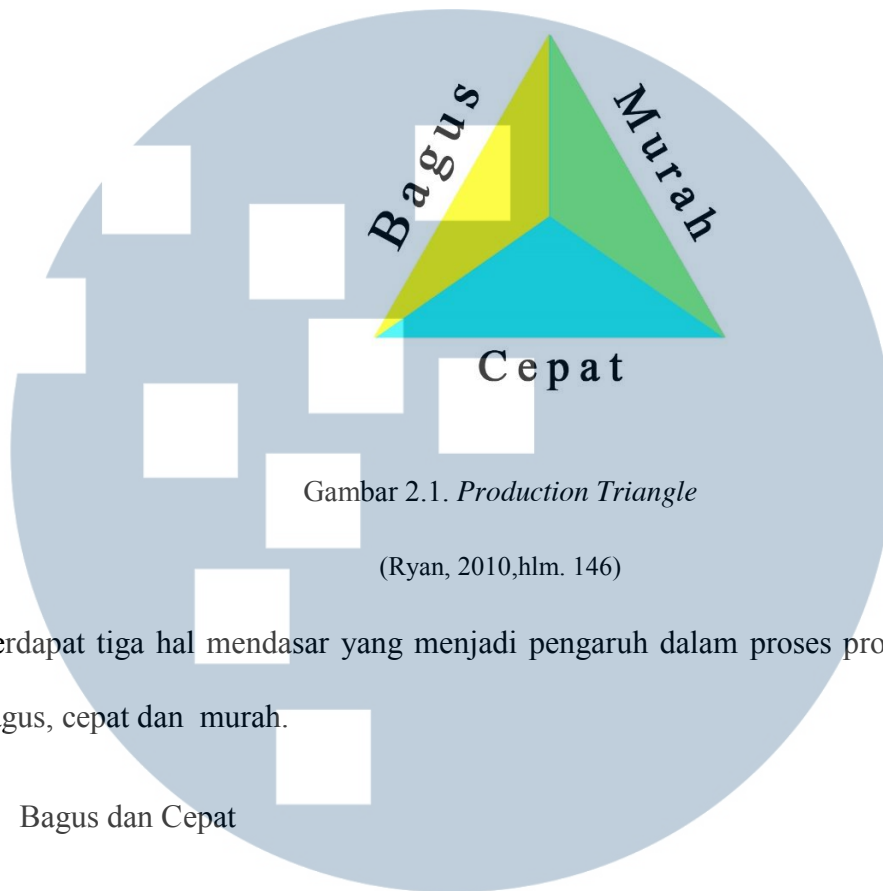 Bagus
Murah
Cepat
Gambar 2.1. Production Triangle
(Ryan, 2010,hlm. 146)
erdapat tiga hal mendasar yang menjadi pengaruh dalam proses pro
agus, cepat dan murah.
Bagus dan Cepat